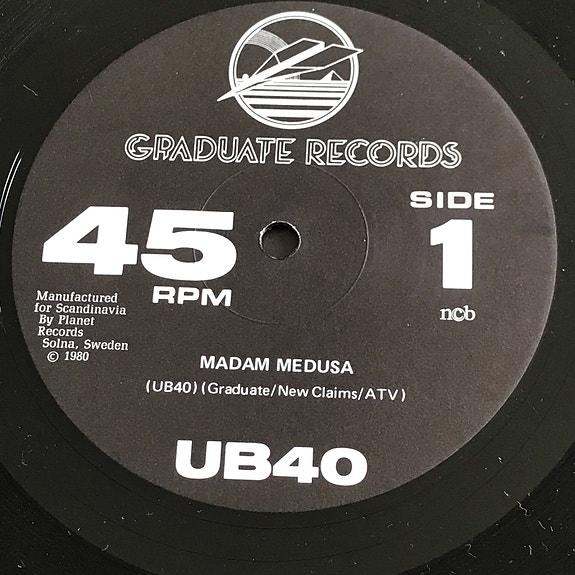 GRADUATE RECORDS
45
RPM
SIDE
1
ncb
Manufactured
for Scandinavia
By Planet
Records
Solna, Sweden
© 1980
MADAM MEDUSA
(UB40) (Graduate/New Claims/ATV)
UB40